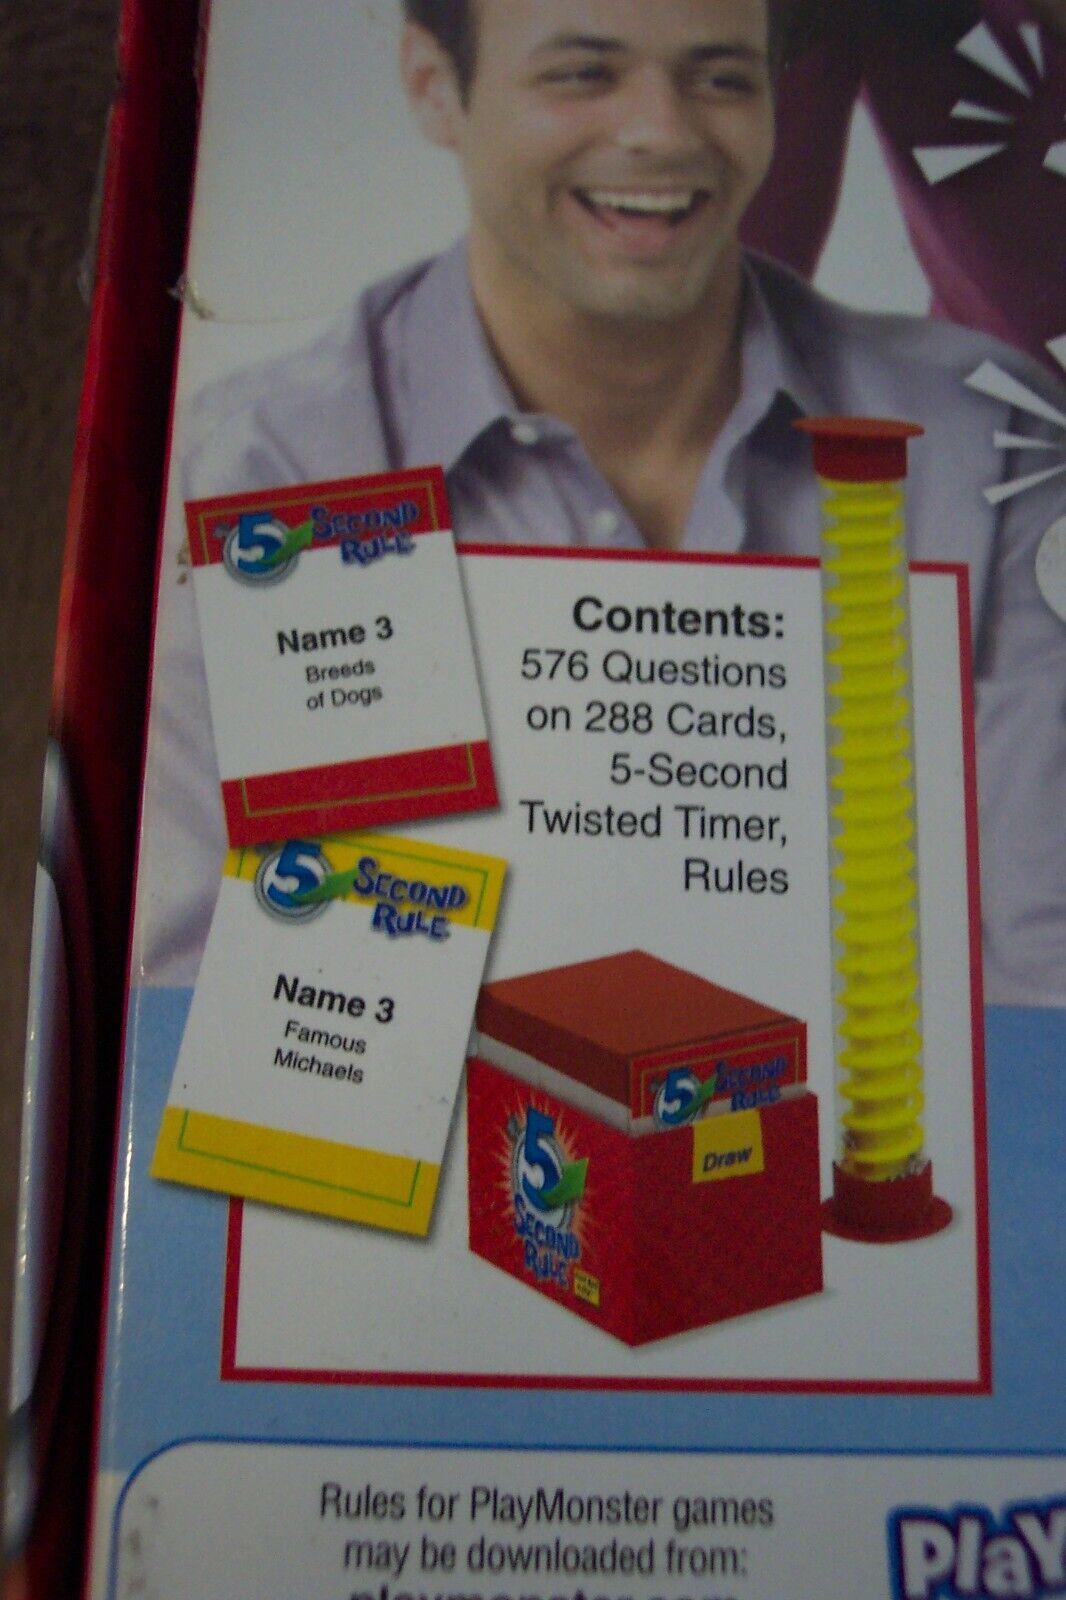 5 SECOND RULE
Name 3
Breeds
of Dogs
5 SECOND RULE
Name 3
Famous
Michaels
Contents:
576 Questions
on 288 Cards,
5-Second
Twisted Timer,
Rules
5 SECOND RULE
Draw
5 SECOND RULE
Rules for PlayMonster games
may be downloaded from:
playmonster.com
PlaY